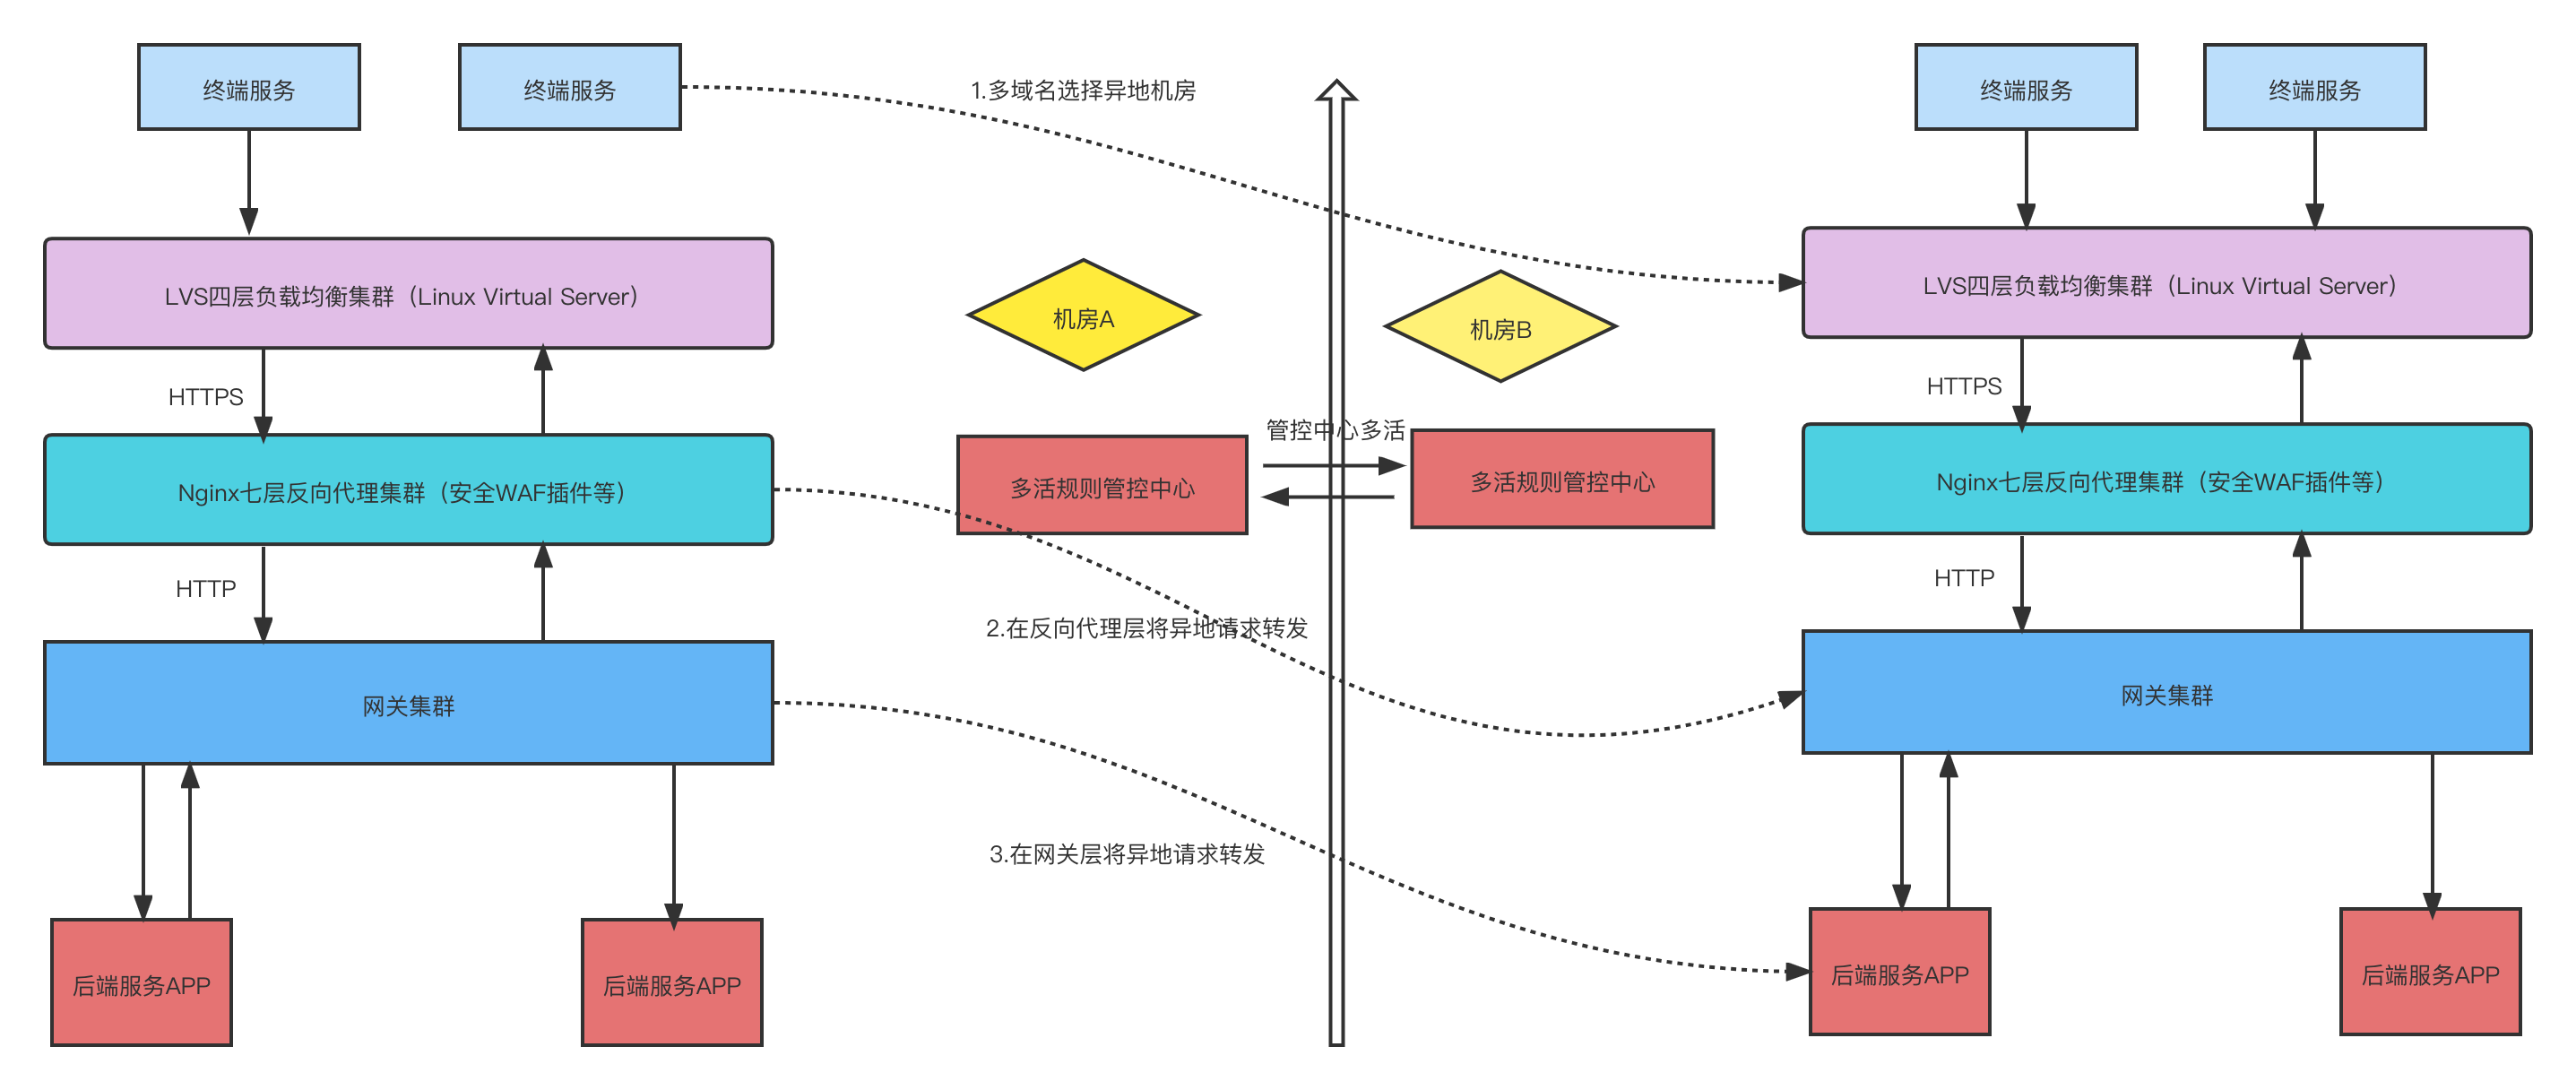 终端服务
终端服务
1.多域名选择异地机房
终端服务
终端服务
LVS四层负载均衡集群（Linux Virtual Server）
机房A
机房B
LVS四层负载均衡集群（Linux Virtual Server）
HTTPS
HTTPS
管控中心多活
Nginx七层反向代理集群（安全WAF插件等）
多活规则管控中心
多活规则管控中心
Nginx七层反向代理集群（安全WAF插件等）
HTTP
HTTP
2.在反向代理层将异地请求转发
网关集群
网关集群
3.在网关层将异地请求转发
后端服务APP
后端服务APP
后端服务APP
后端服务APP